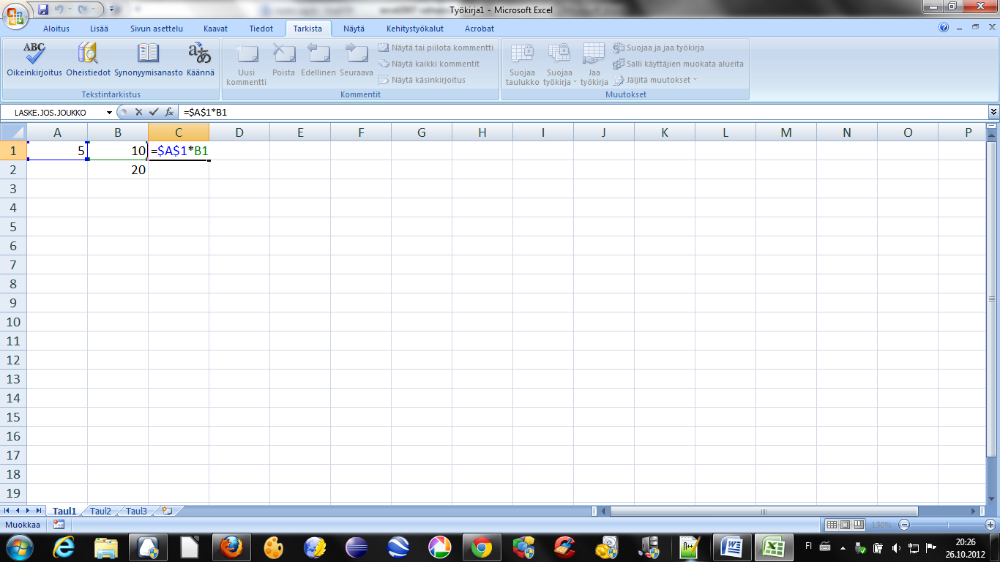 Työkirja1 - Microsoft Excel
Aloitus Lisää Sivun asettelu Kaavat Tiedot Tarkista Näytä Kehitystyökalut Acrobat
ABC
Oikeinkirjoitus Oheistiedot Synonyymisanasto Käännä
Tekstintarkistus
Uusi kommentti Poista Edellinen Seuraava
Näytä tai piilota kommentti
Näytä kaikki kommentit
Näytä käsinkirjoitus
Kommentit
Suojaa taulukko Suojaa työkirja Jaa työkirja
Suojaa ja jaa työkirja
Salli käyttäjien muokata alueita
Jäljitä muutokset
Muutokset
LASKE.JOS.JOUKKO fx =$A$1*B1
A B C D E F G H I J K L M N O P
1 5 10 =$A$1*B1
2 20
3
4
5
6
7
8
9
10
11
12
13
14
15
16
17
18
19
Taul1 Taul2 Taul3
Muokkaa 130%
FI 20:26
26.10.2012